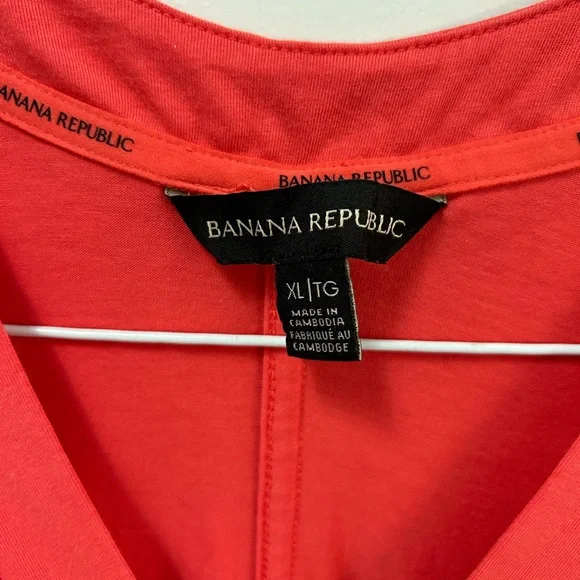 BANANA REPUBLIC
BANANA REPUBLIC
BANANA REPUBLIC
XL|TG
MADE IN
CAMBODIA
FABRIQUÉ AU
CAMBODGE